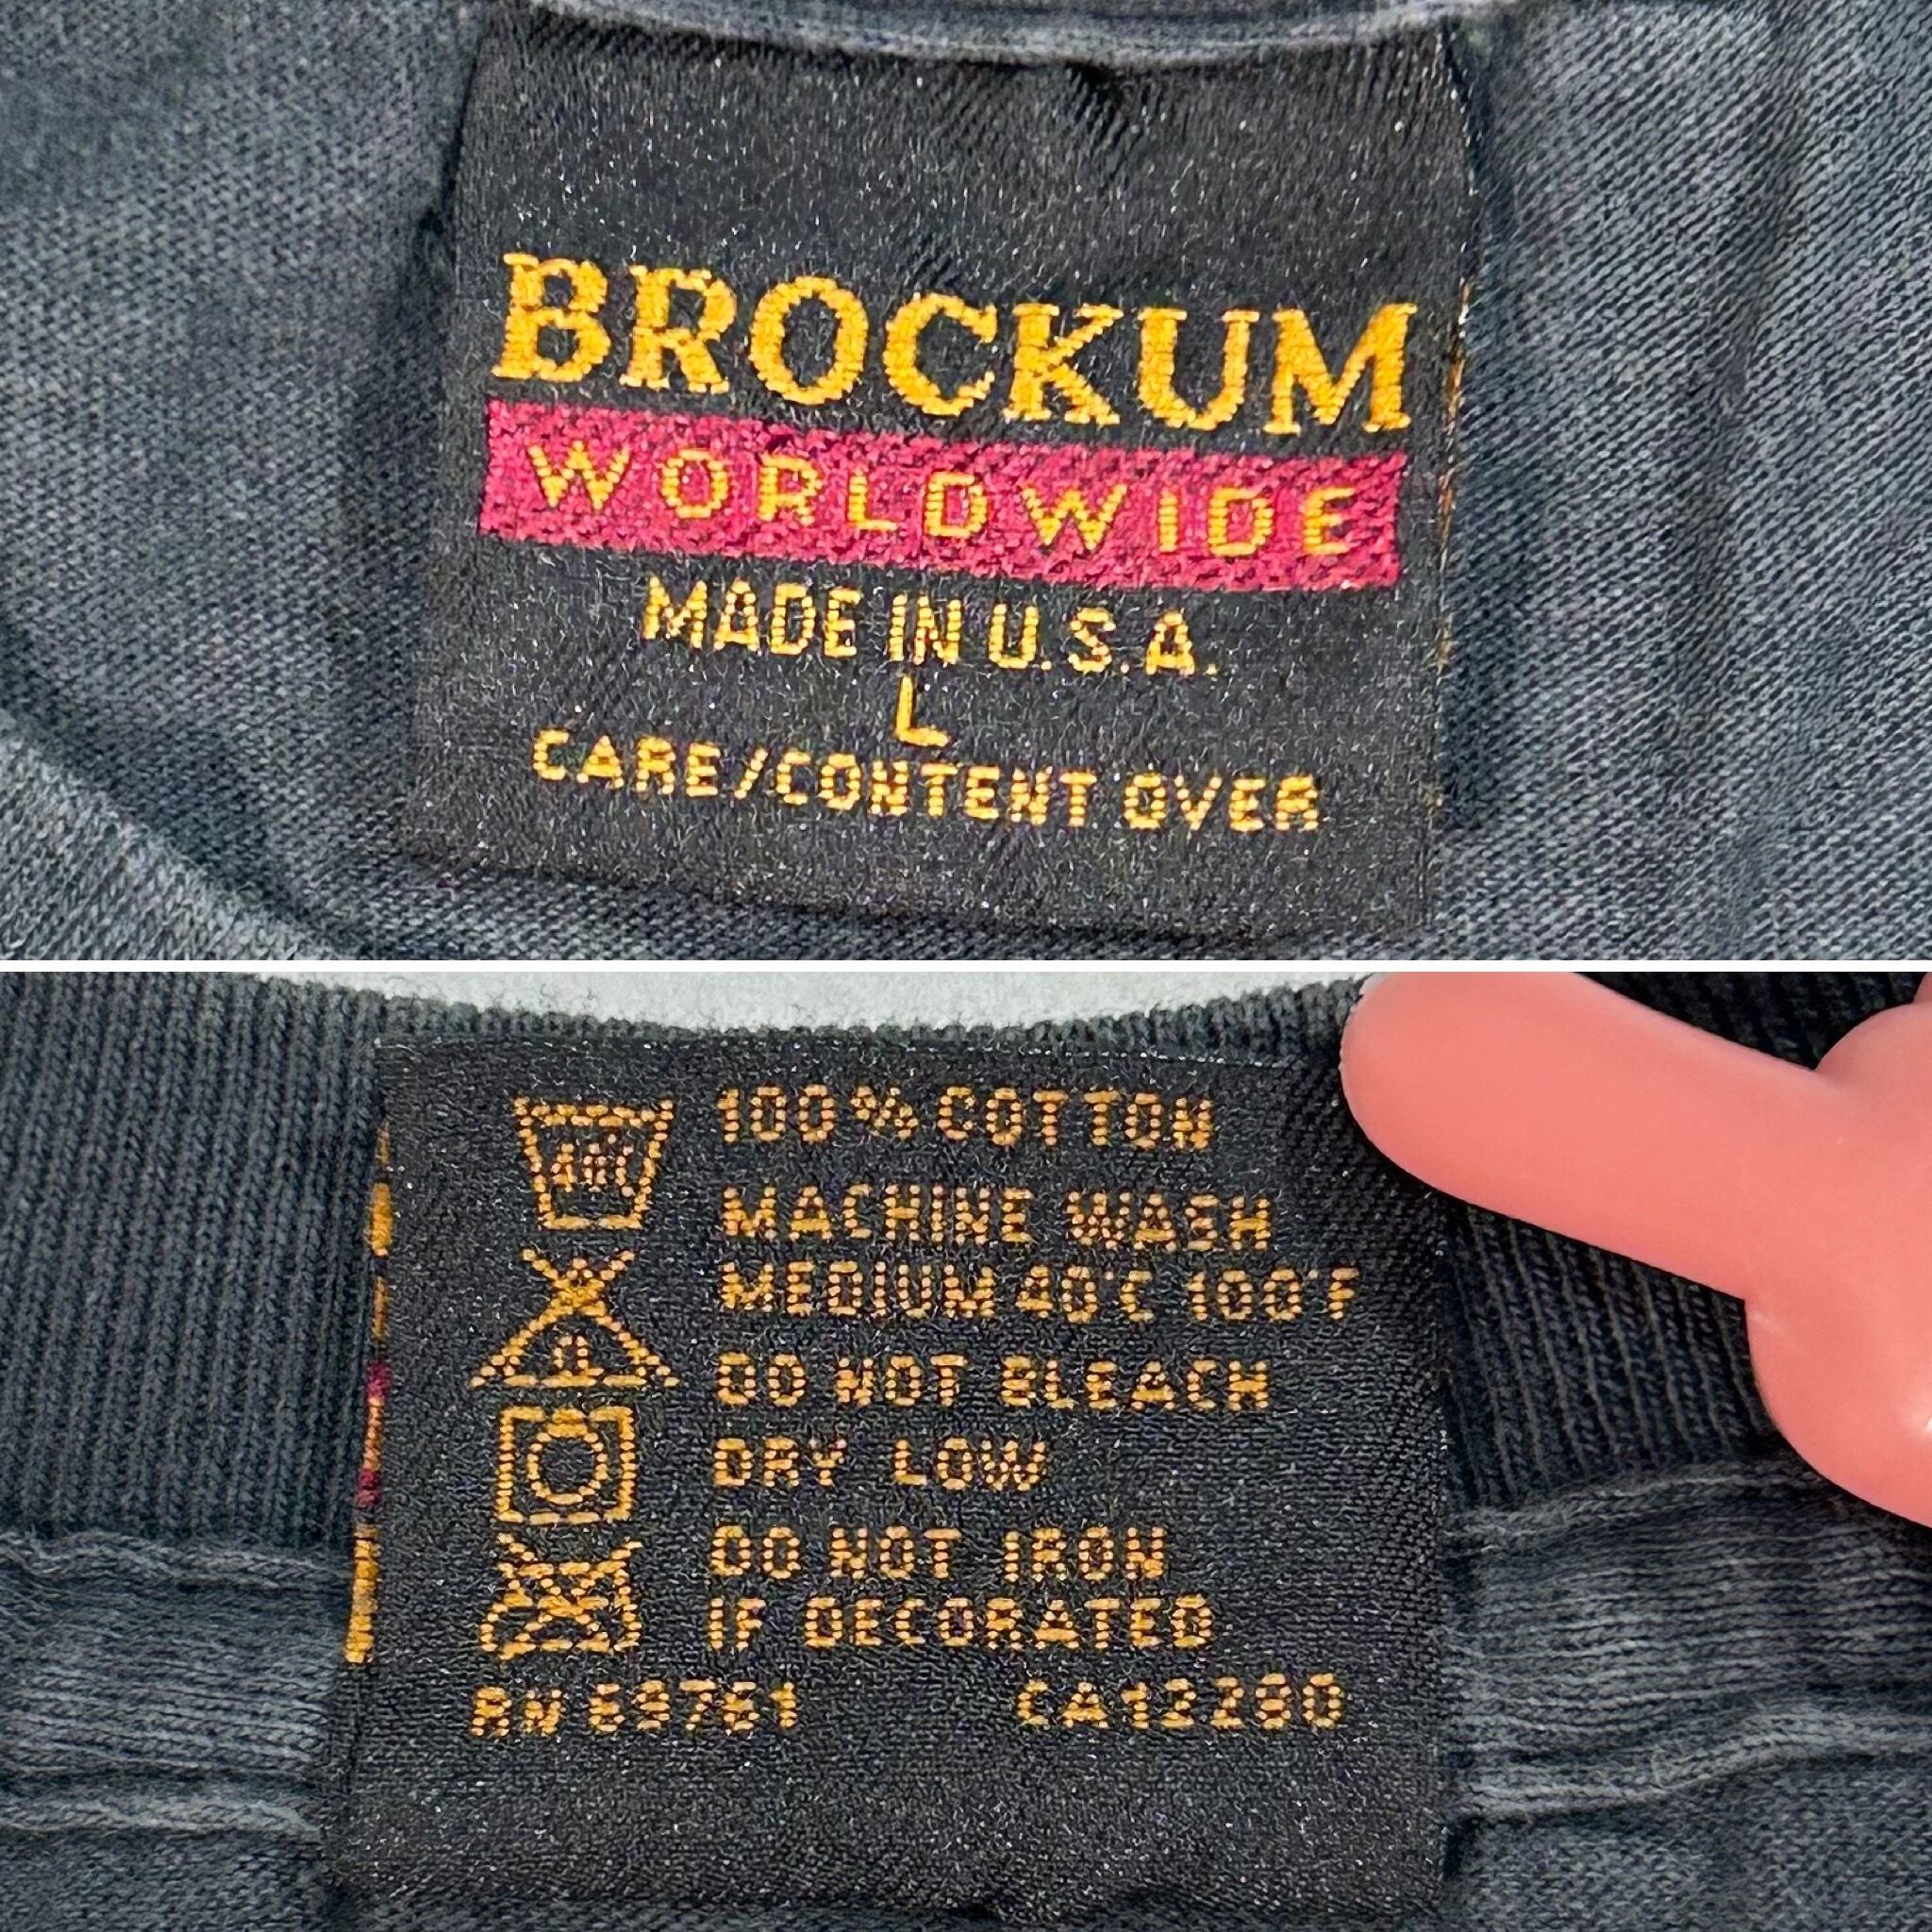 BROCKUM
WORLDWIDE
MADE IN U.S.A.
L
CARE/CONTENT OVER
100% COTTON
MACHINE WASH
MEDIUM 40°C 100°F
DO NOT BLEACH
DRY LOW
DO NOT IRON
IF DECORATED
RN 69761 CA12280